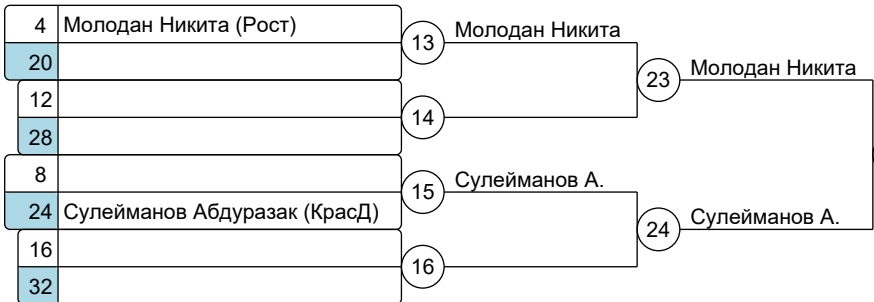 4 Молодан Никита (Рост)
20
12
28
8
24 Сулейманов Абдуразак (КрасД)
16
32
13 Молодан Никита
14
15 Сулейманов А.
16
23 Молодан Никита
24 Сулейманов А.